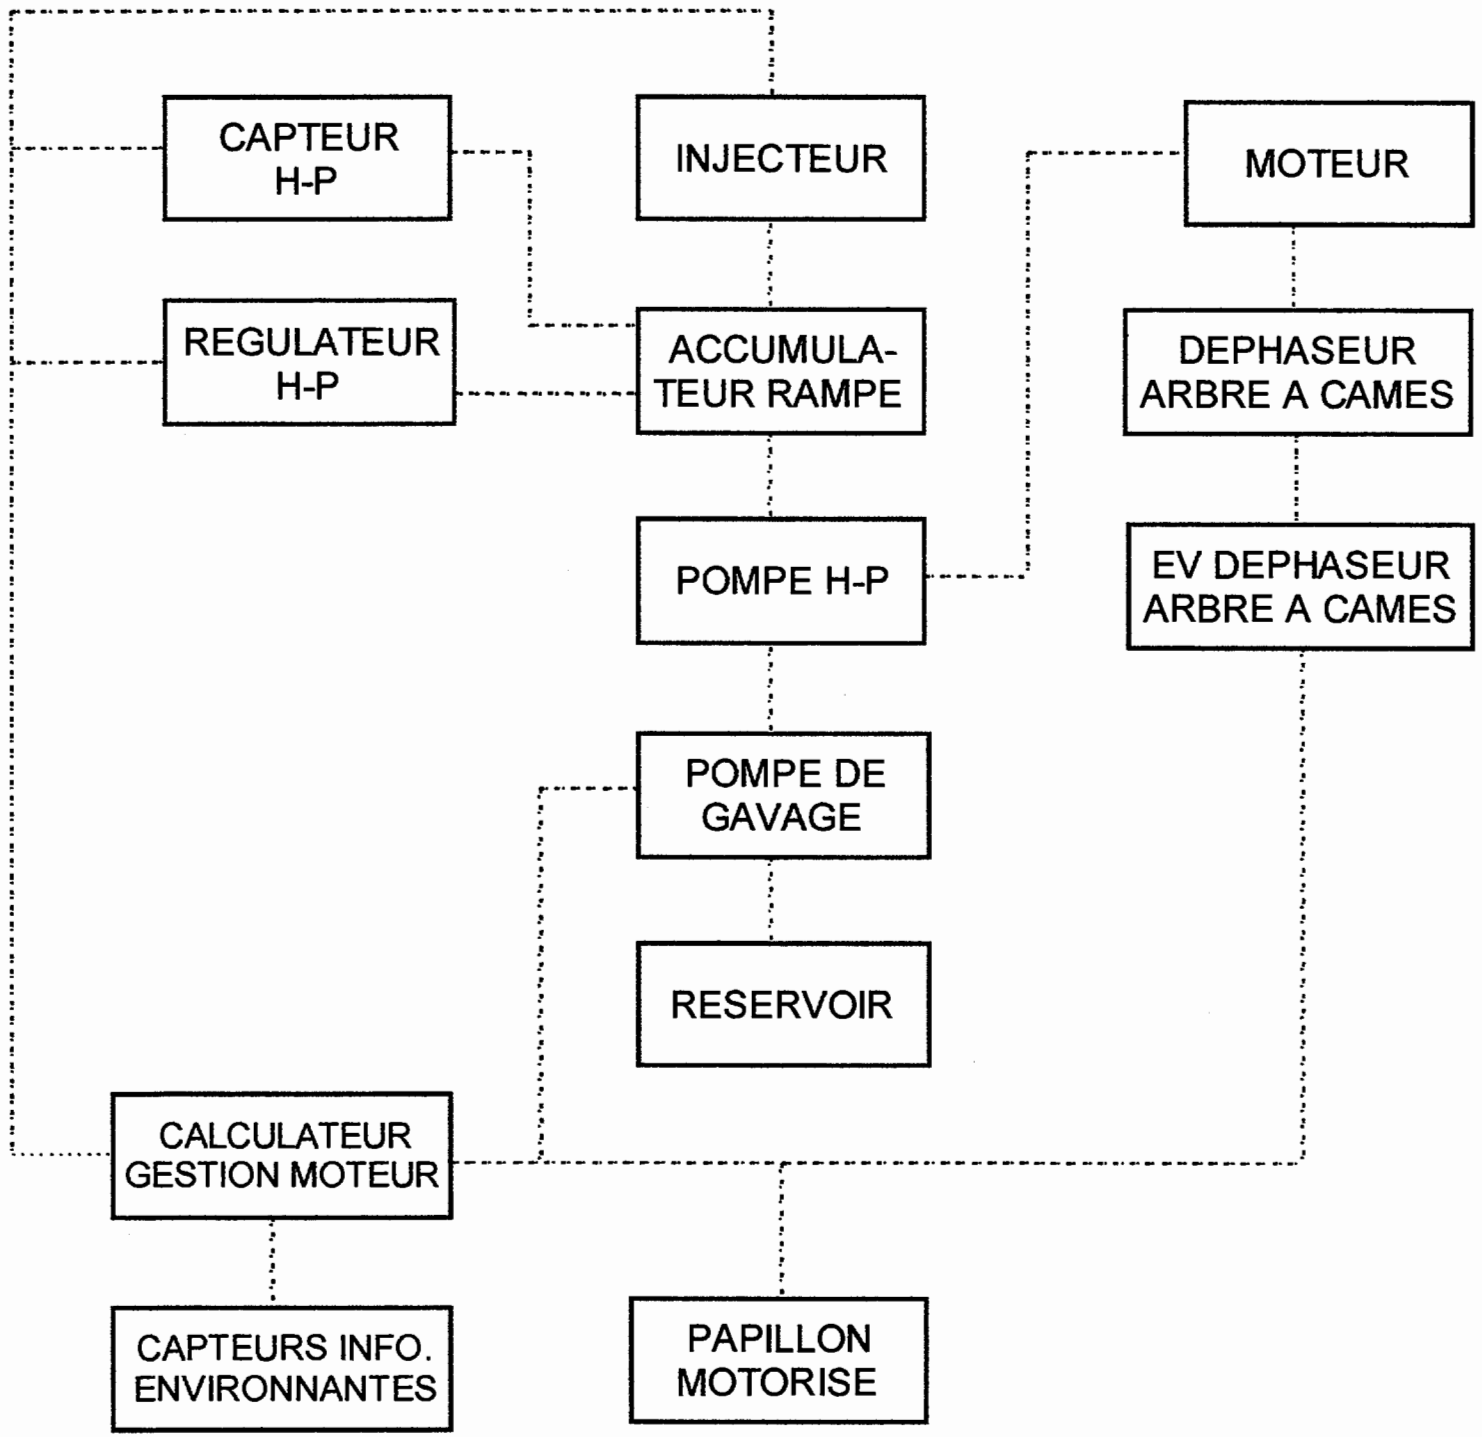 CAPTEUR
H-P
INJECTEUR
MOTEUR
REGULATEUR
H-P
ACCUMULA-
TEUR RAMPE
DEPHASEUR
ARBRE A CAMES
POMPE H-P
EV DEPHASEUR
ARBRE A CAMES
POMPE DE
GAVAGE
RESERVOIR
CALCULATEUR
GESTION MOTEUR
CAPTEURS INFO.
ENVIRONNANTES
PAPILLON
MOTORISE